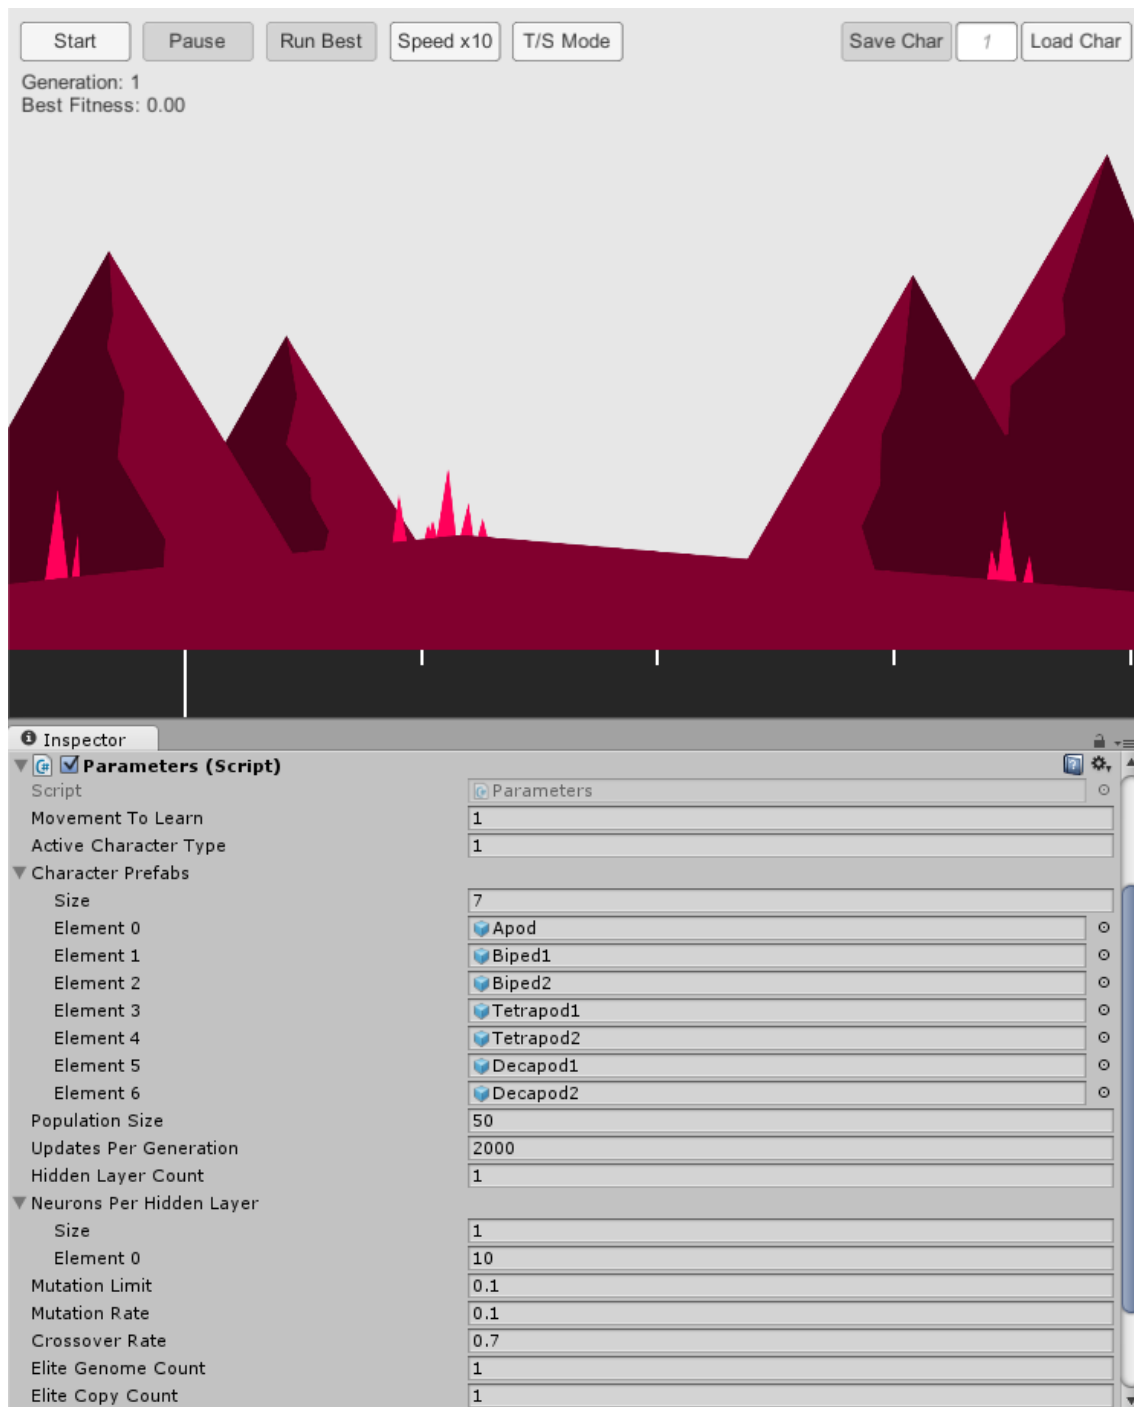 Start Pause Run Best Speed x10 T/S Mode Save Char 1 Load Char
Generation: 1
Best Fitness: 0.00
Inspector
Parameters (Script)
Script Parameters
Movement To Learn 1
Active Character Type 1
Character Prefabs
Size 7
Element 0 Apod
Element 1 Biped1
Element 2 Biped2
Element 3 Tetrapod1
Element 4 Tetrapod2
Element 5 Decapod1
Element 6 Decapod2
Population Size 50
Updates Per Generation 2000
Hidden Layer Count 1
Neurons Per Hidden Layer
Size 1
Element 0 10
Mutation Limit 0.1
Mutation Rate 0.1
Crossover Rate 0.7
Elite Genome Count 1
Elite Copy Count 1